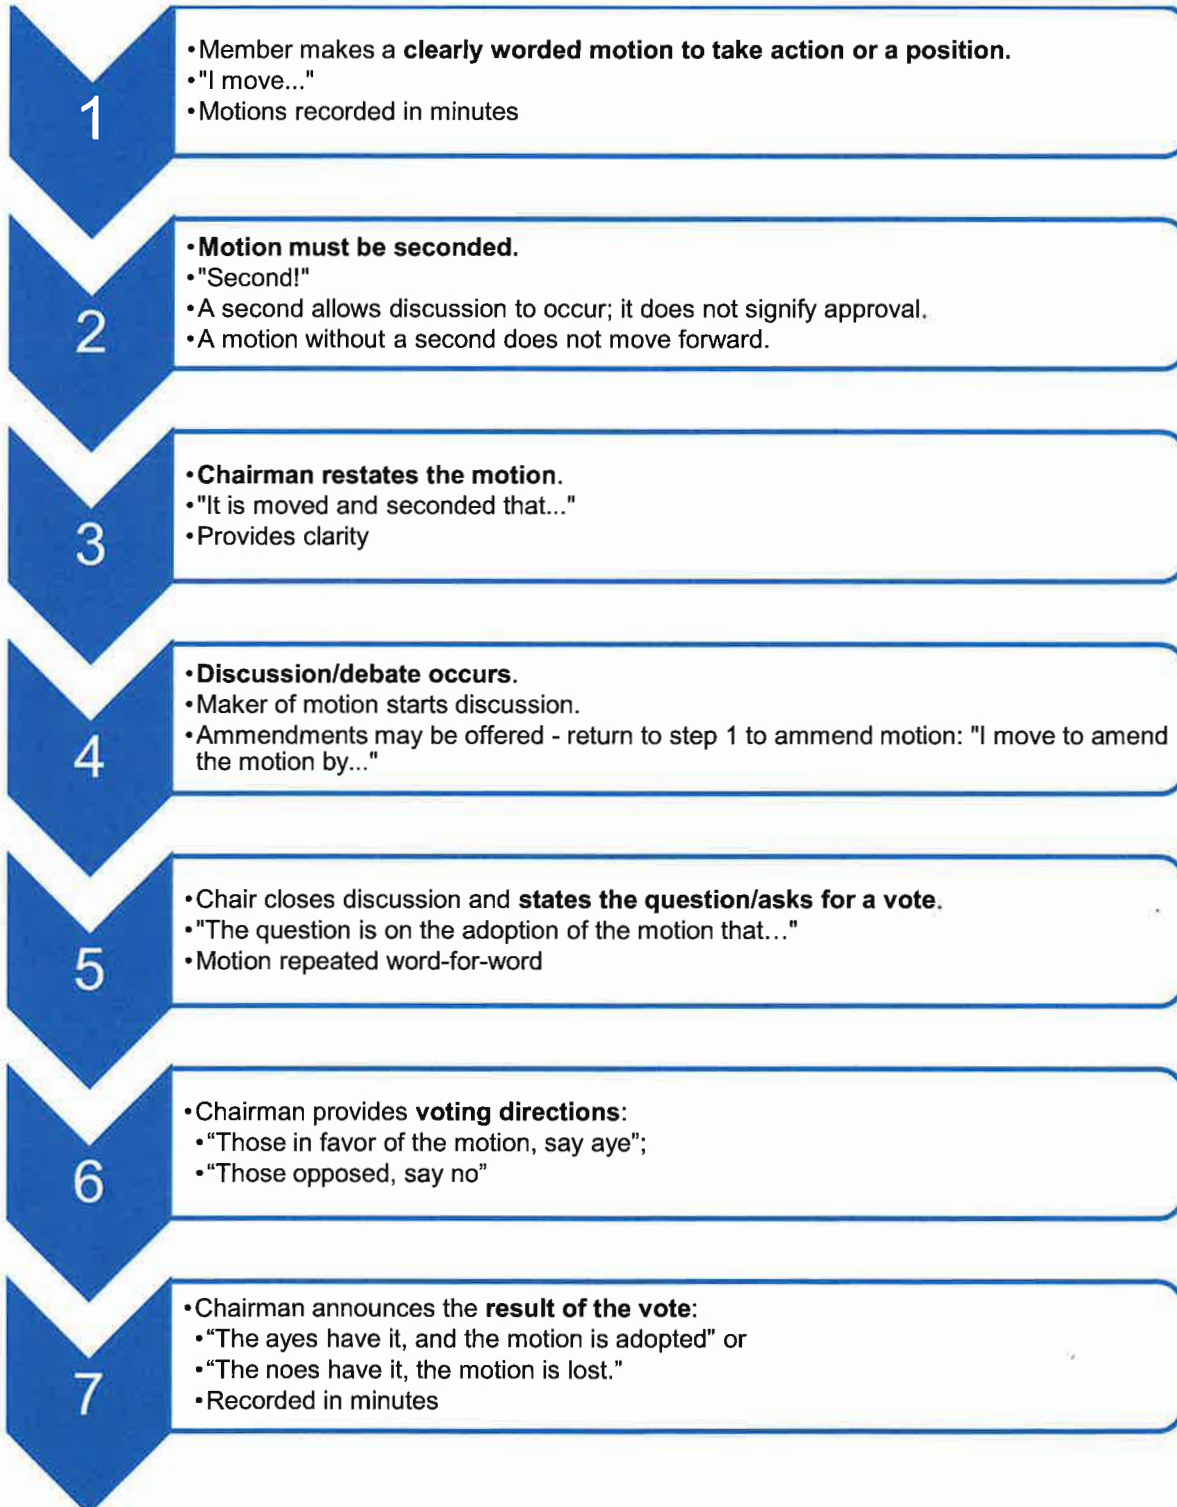 1
•Member makes a clearly worded motion to take action or a position.
•"I move..."
•Motions recorded in minutes
2
•Motion must be seconded.
•"Second!"
•A second allows discussion to occur; it does not signify approval.
•A motion without a second does not move forward.
3
•Chairman restates the motion.
•"It is moved and seconded that..."
•Provides clarity
4
•Discussion/debate occurs.
•Maker of motion starts discussion.
•Ammendments may be offered - return to step 1 to ammend motion: "I move to amend
the motion by..."
5
•Chair closes discussion and states the question/asks for a vote.
•"The question is on the adoption of the motion that..."
•Motion repeated word-for-word
6
•Chairman provides voting directions:
•“Those in favor of the motion, say aye”;
•“Those opposed, say no”
7
•Chairman announces the result of the vote:
•“The ayes have it, and the motion is adopted” or
•“The noes have it, the motion is lost.”
•Recorded in minutes